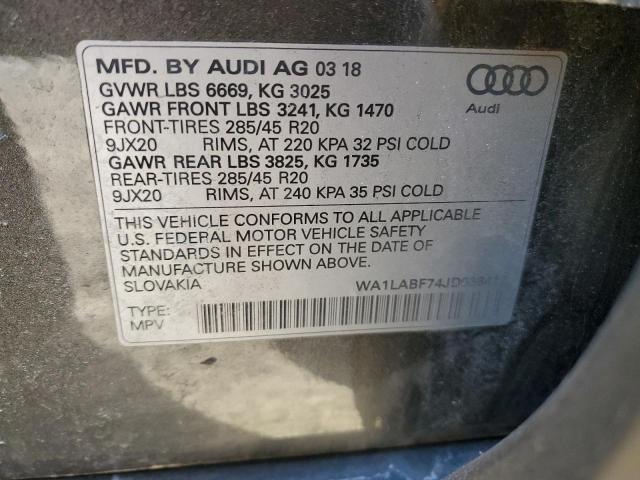 MFD. BY AUDI AG 03 18
GVWR LBS 6669, KG 3025
GAWR FRONT LBS 3241, KG 1470
FRONT-TIRES 285/45 R20
9JX20 RIMS, AT 220 KPA 32 PSI COLD
GAWR REAR LBS 3825, KG 1735
REAR-TIRES 285/45 R20
9JX20 RIMS, AT 240 KPA 35 PSI COLD
Audi
THIS VEHICLE CONFORMS TO ALL APPLICABLE
U.S. FEDERAL MOTOR VEHICLE SAFETY
STANDARDS IN EFFECT ON THE DATE OF
MANUFACTURE SHOWN ABOVE.
SLOVAKIA
TYPE:
MPV